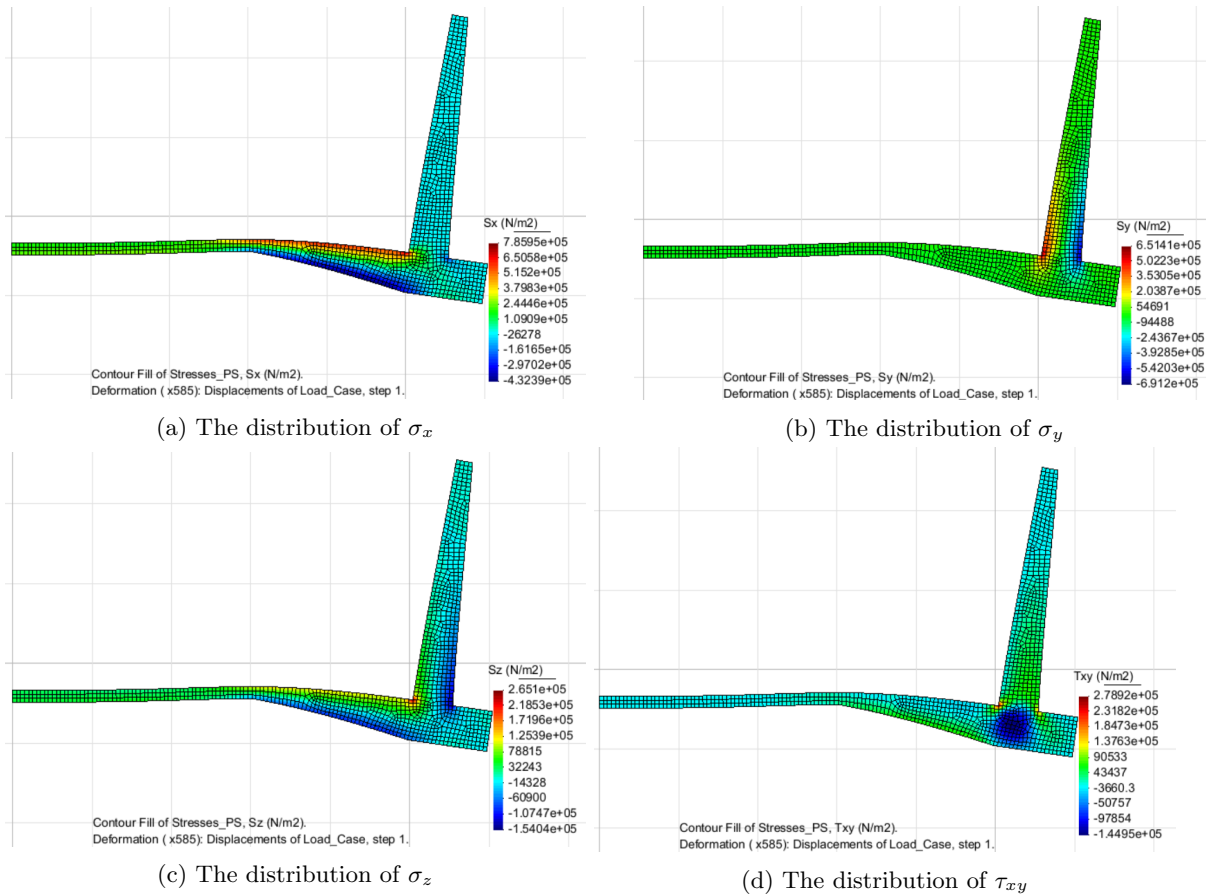 Sx (N/m2)
7.8595e+05
6.5058e+05
5.152e+05
3.7983e+05
2.4446e+05
1.0909e+05
-26278
-1.6165e+05
-2.9702e+05
-4.3239e+05
Contour Fill of Stresses_PS, Sx (N/m2).
Deformation ( x585): Displacements of Load_Case, step 1.
(a) The distribution of σx
Sy (N/m2)
6.5141e+05
5.0223e+05
3.5305e+05
2.0387e+05
54691
-94488
-2.4367e+05
-3.9285e+05
-5.4203e+05
-6.912e+05
Contour Fill of Stresses_PS, Sy (N/m2).
Deformation ( x585): Displacements of Load_Case, step 1.
(b) The distribution of σy
Sz (N/m2)
2.651e+05
2.1853e+05
1.7196e+05
1.2539e+05
78815
32243
-14328
-60900
-1.0747e+05
-1.5404e+05
Contour Fill of Stresses_PS, Sz (N/m2).
Deformation ( x585): Displacements of Load_Case, step 1.
(c) The distribution of σz
Txy (N/m2)
2.7892e+05
2.3182e+05
1.8473e+05
1.3763e+05
90533
43437
-3660.3
-50757
-97854
-1.4495e+05
Contour Fill of Stresses_PS, Txy (N/m2).
Deformation ( x585): Displacements of Load_Case, step 1.
(d) The distribution of τxy